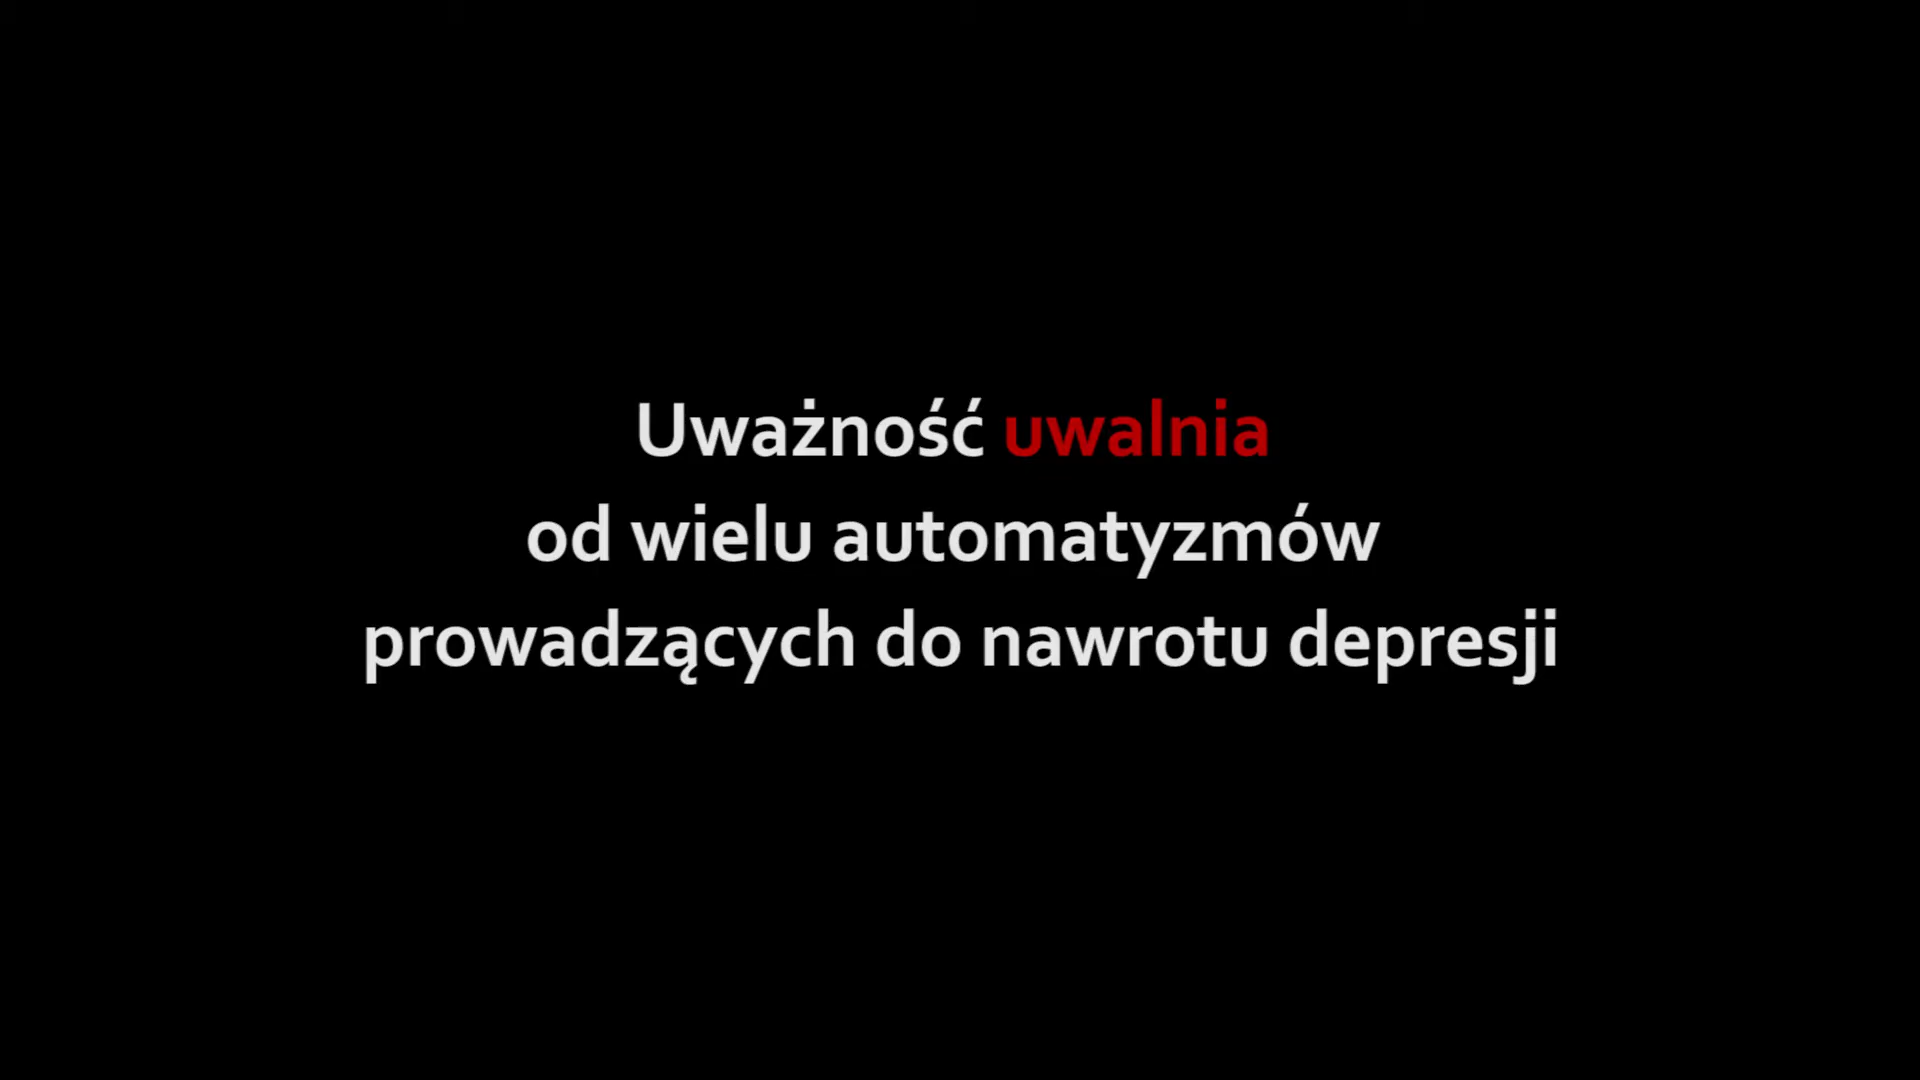 Uważność uwalnia
od wielu automatyzmów
prowadzących do nawrotu depresji